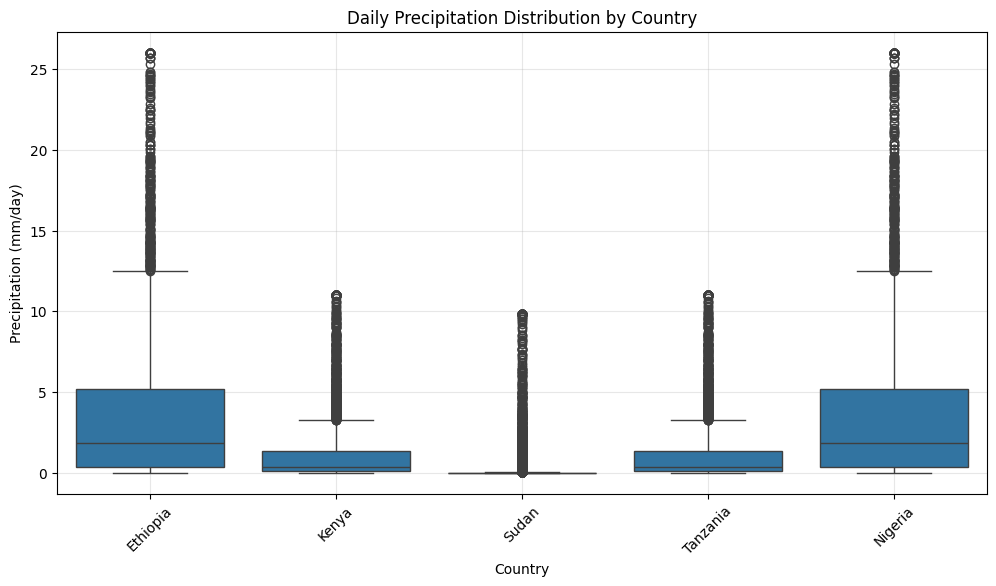 Daily Precipitation Distribution by Country
Precipitation (mm/day)
25
20
15
10
5
0
Ethiopia
Kenya
Sudan
Tanzania
Nigeria
Country